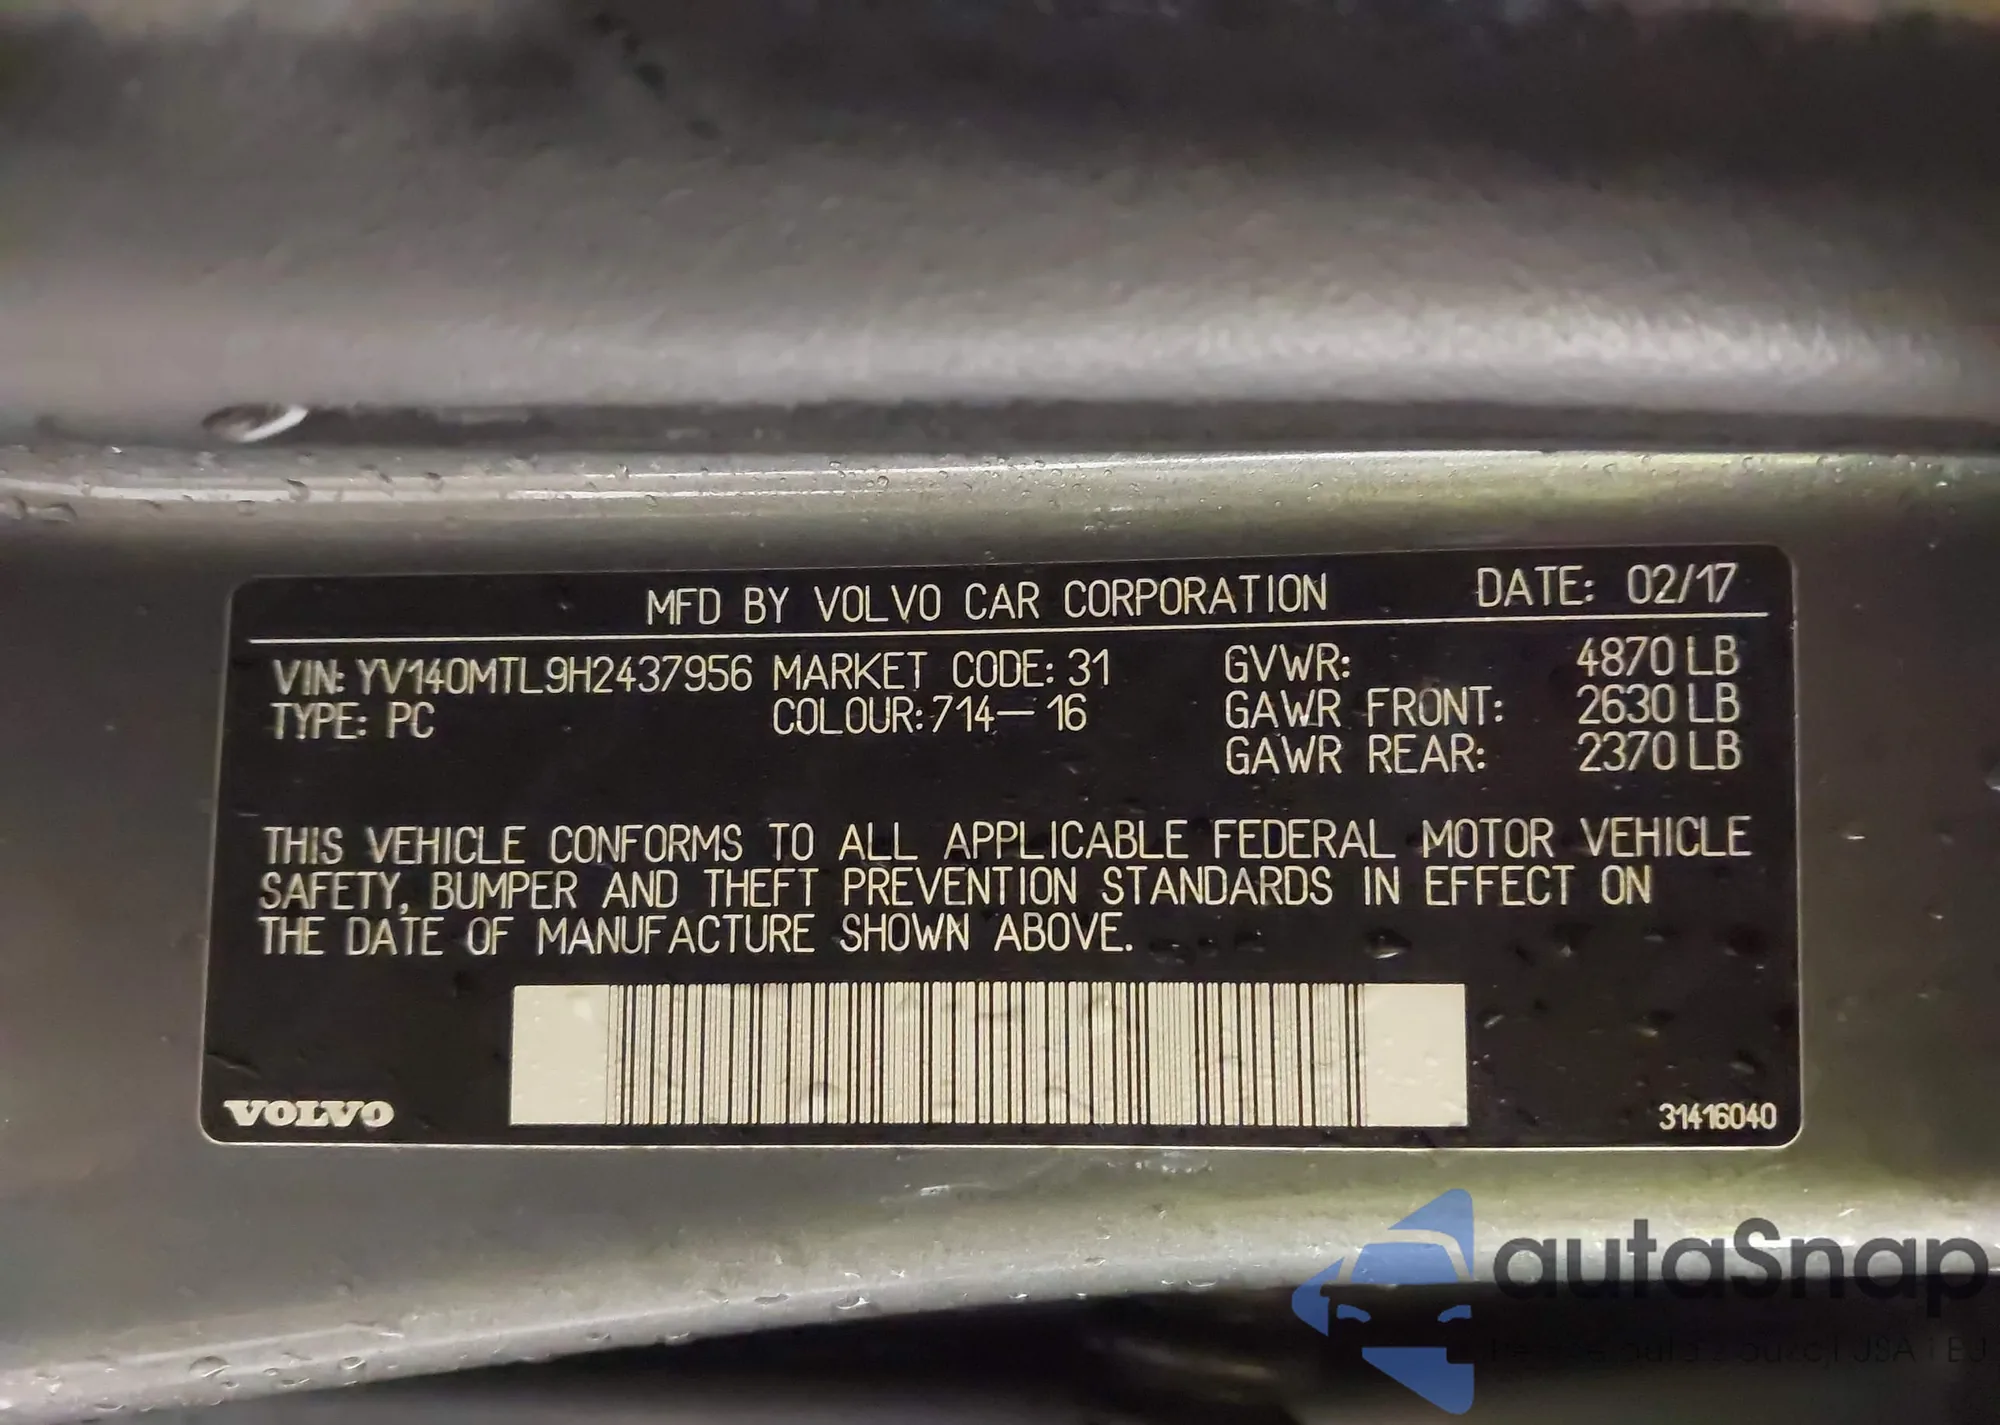 MFD BY VOLVO CAR CORPORATION DATE: 02/17
VIN: YV140MTL9H2437956 MARKET CODE: 31 GVWR: 4870 LB
TYPE: PC COLOUR: 714-16 GAWR FRONT: 2630 LB
GAWR REAR: 2370 LB
THIS VEHICLE CONFORMS TO ALL APPLICABLE FEDERAL MOTOR VEHICLE
SAFETY, BUMPER AND THEFT PREVENTION STANDARDS IN EFFECT ON
THE DATE OF MANUFACTURE SHOWN ABOVE.
VOLVO 31416040
autaSnap